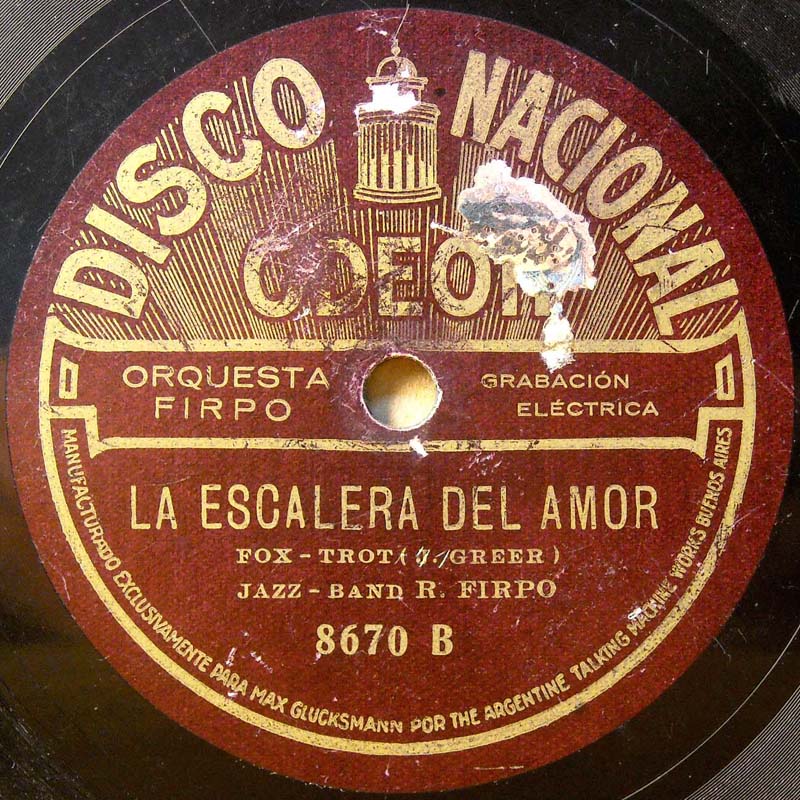 DISCO NACIONAL
ODEON
ORQUESTA
FIRPO
GRABACIÓN
ELÉCTRICA
LA ESCALERA DEL AMOR
FOX-TROT ( GREER )
JAZZ-BAND R. FIRPO
8670 B
MANUFACTURADO EXCLUSIVAMENTE PARA MAX GLUCKSMANN POR THE ARGENTINE TALKING MACHINE WORKS BUENOS AIRES